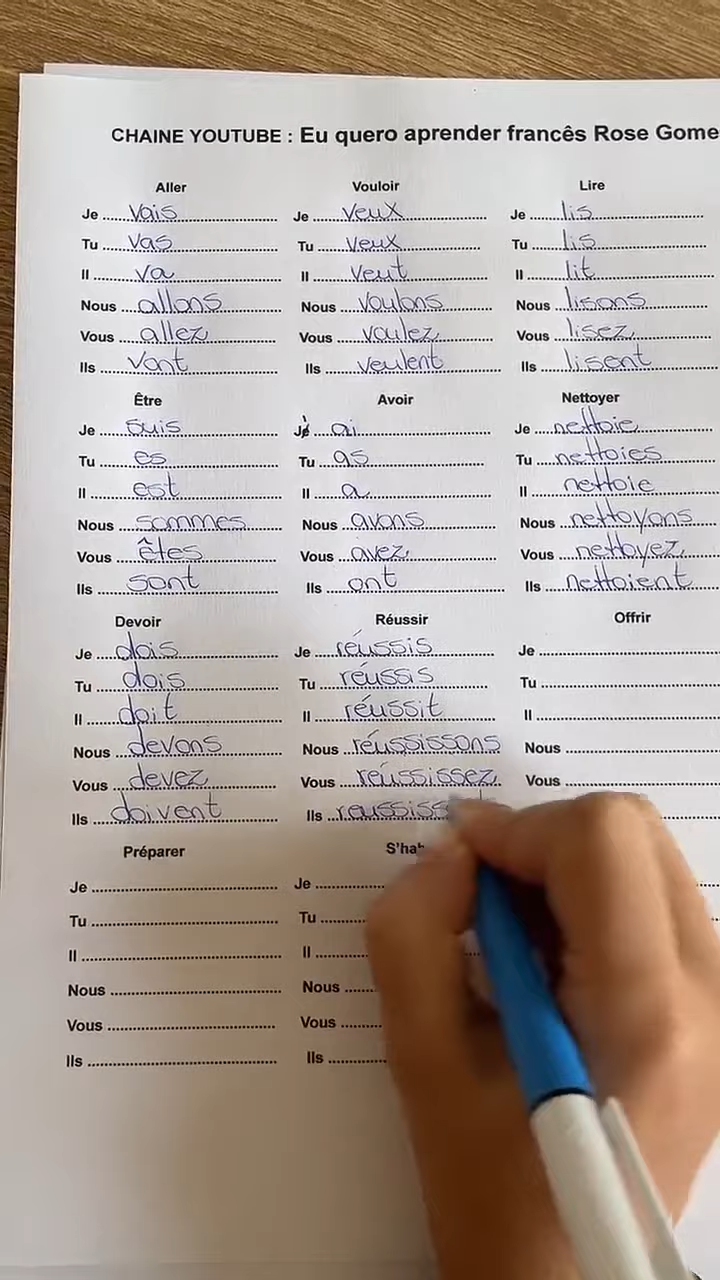 CHAINE YOUTUBE : Eu quero aprender francês Rose Gome
Aller
Je vais
Tu vas
Il va
Nous allons
Vous allez
Ils vont
Vouloir
Je veux
Tu veux
Il veut
Nous voulons
Vous voulez
Ils veulent
Lire
Je lis
Tu lis
Il lit
Nous lisons
Vous lisez
Ils lisent
Être
Je suis
Tu es
Il est
Nous sommes
Vous êtes
Ils sont
Avoir
J' ai
Tu as
Il a
Nous avons
Vous avez
Ils ont
Nettoyer
Je nettoie
Tu nettoies
Il nettoie
Nous nettoyons
Vous nettoyez
Ils nettoient
Devoir
Je dois
Tu dois
Il doit
Nous devons
Vous devez
Ils doivent
Réussir
Je réussis
Tu réussis
Il réussit
Nous réussissons
Vous réussissez
Ils
Offrir
Je
Tu
Il
Nous
Vous
Préparer
Je
Tu
Il
Nous
Vous
Ils
S'hab
Je
Tu
Il
Nous
Vous
Ils